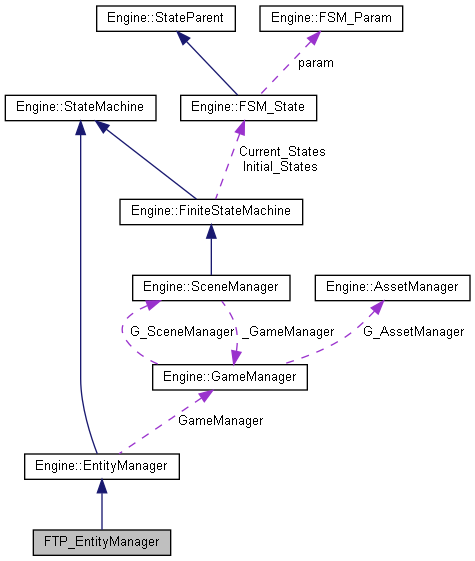 Engine::StateParent
Engine::FSM_Param
param
Engine::StateMachine
Engine::FSM_State
Current_States
Initial_States
Engine::FiniteStateMachine
Engine::SceneManager
Engine::AssetManager
G_SceneManager
_GameManager
G_AssetManager
Engine::GameManager
GameManager
Engine::EntityManager
FTP_EntityManager